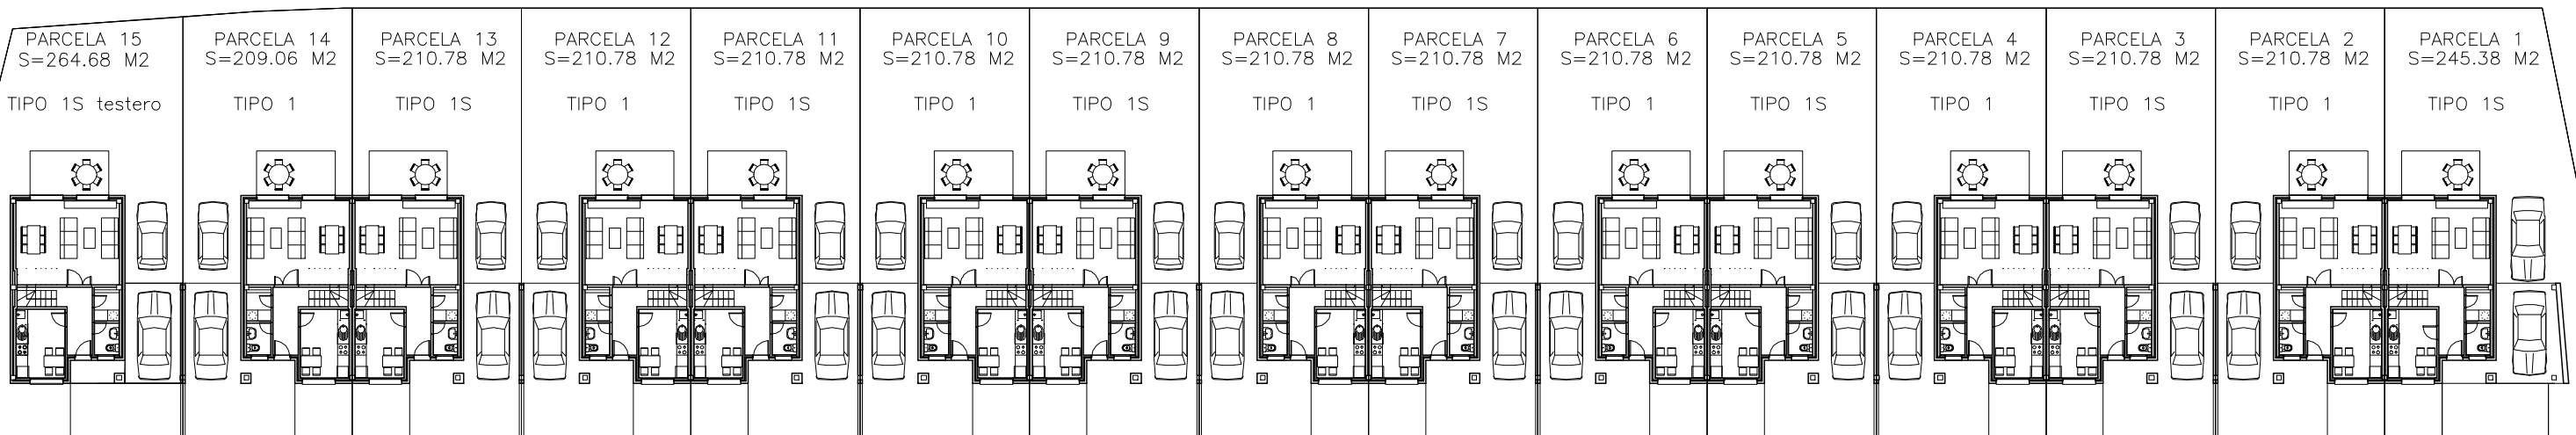 PARCELA 15
S=264.68 M2
TIPO 1S testero
PARCELA 14
S=209.06 M2
TIPO 1
PARCELA 13
S=210.78 M2
TIPO 1S
PARCELA 12
S=210.78 M2
TIPO 1
PARCELA 11
S=210.78 M2
TIPO 1S
PARCELA 10
S=210.78 M2
TIPO 1
PARCELA 9
S=210.78 M2
TIPO 1S
PARCELA 8
S=210.78 M2
TIPO 1
PARCELA 7
S=210.78 M2
TIPO 1S
PARCELA 6
S=210.78 M2
TIPO 1
PARCELA 5
S=210.78 M2
TIPO 1S
PARCELA 4
S=210.78 M2
TIPO 1
PARCELA 3
S=210.78 M2
TIPO 1S
PARCELA 2
S=210.78 M2
TIPO 1
PARCELA 1
S=245.38 M2
TIPO 1S